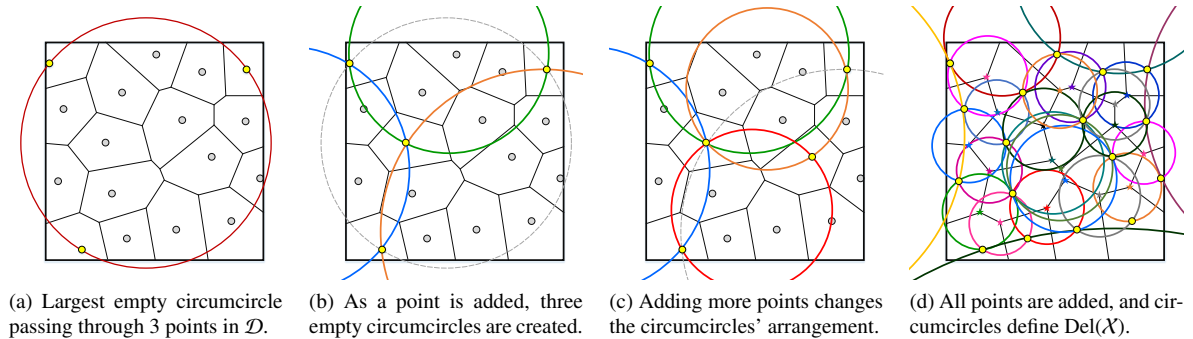 (a) Largest empty circumcircle
passing through 3 points in 𝒟.
(b) As a point is added, three
empty circumcircles are created.
(c) Adding more points changes
the circumcircles' arrangement.
(d) All points are added, and cir-
cumcircles define Del(𝒳).